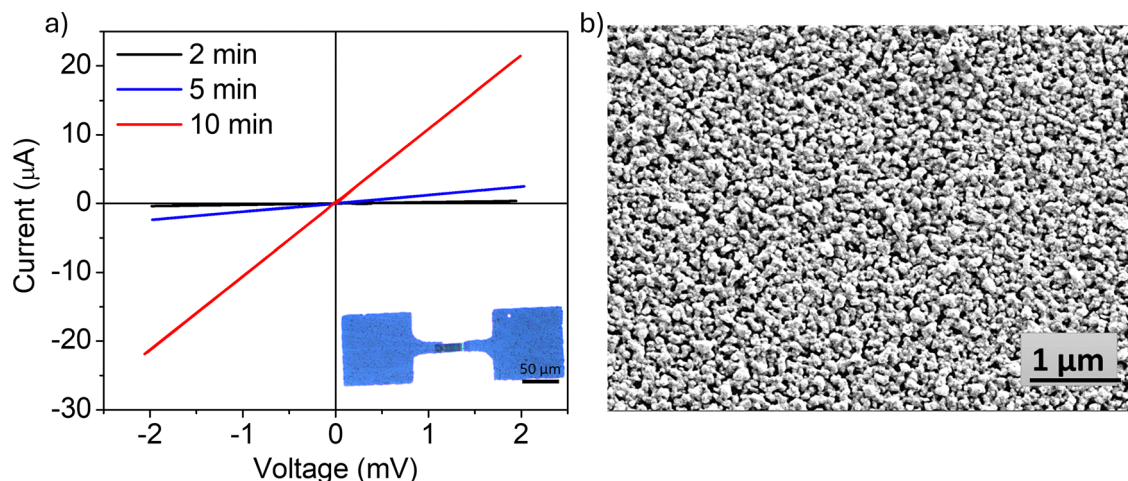 a)
2 min
5 min
10 min
20
10
0
-10
-20
-30
Current (μA)
-2
-1
0
1
2
Voltage (mV)
50 μm
b)
1 μm